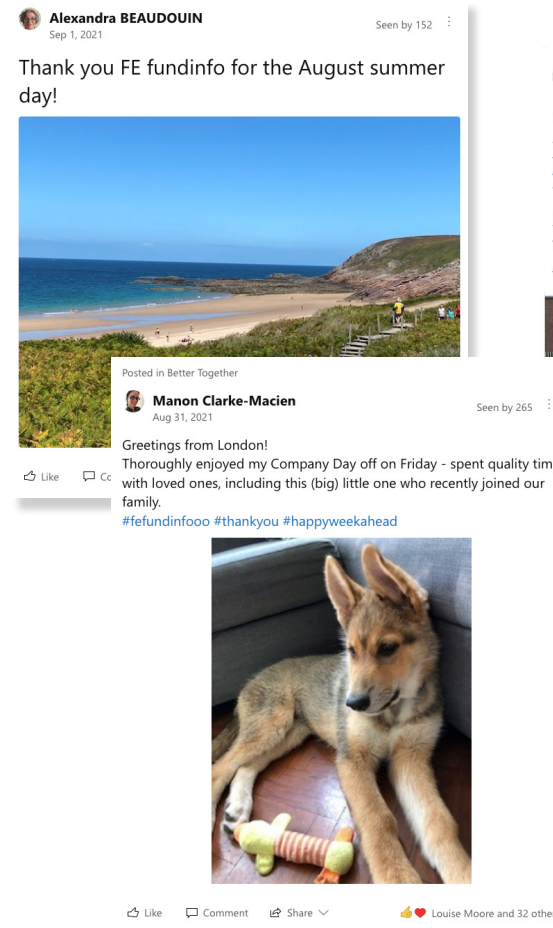 Alexandra BEAUDOUIN
Sep 1, 2021
Seen by 152
Thank you FE fundinfo for the August summer
day!
Like
Posted in Better Together
Manon Clarke-Macien
Aug 31, 2021
Seen by 265
Greetings from London!
Thoroughly enjoyed my Company Day off on Friday - spent quality tim
with loved ones, including this (big) little one who recently joined our
family.
#fefundinfooo #thankyou #happyweekahead
Like Comment Share
Louise Moore and 32 othe